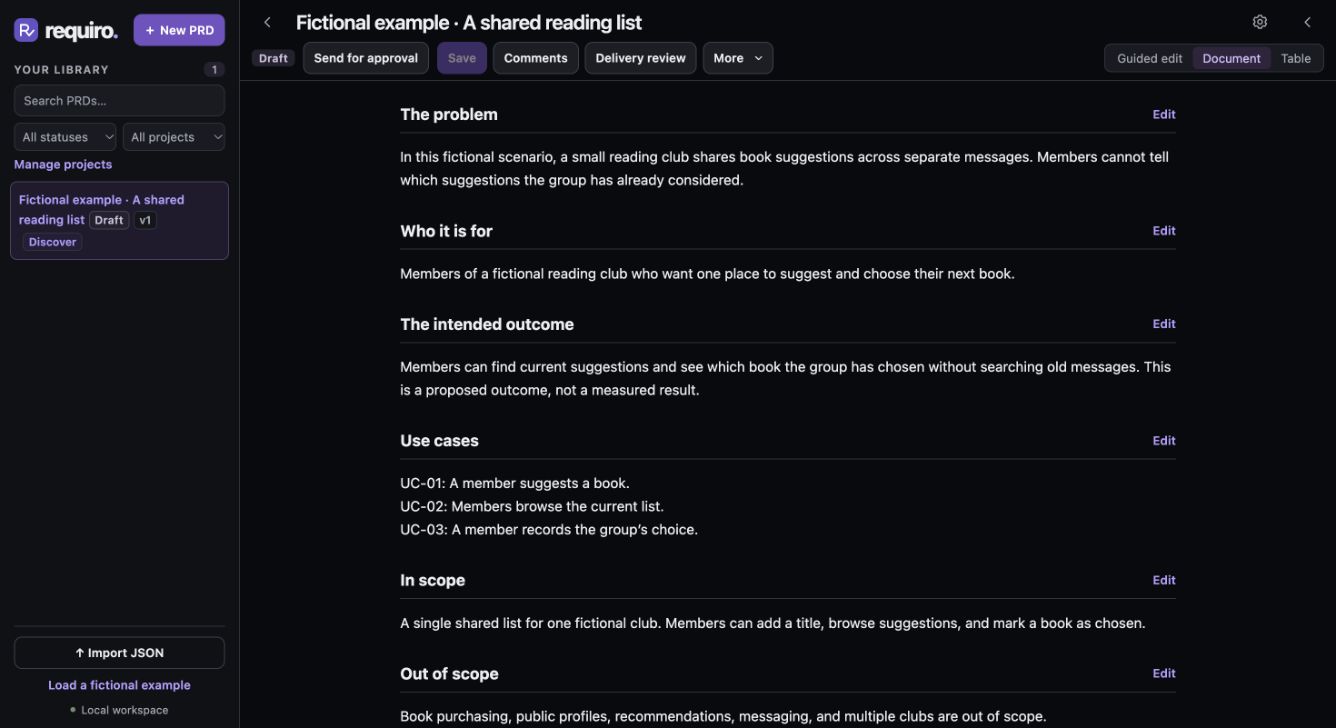 requiro.
+ New PRD
YOUR LIBRARY 1
Search PRDs...
All statuses
All projects
Manage projects
Fictional example · A shared
reading list Draft v1
Discover
↑ Import JSON
Load a fictional example
Local workspace
Fictional example · A shared reading list
Draft
Send for approval
Save
Comments
Delivery review
More
Guided edit
Document
Table
The problem
Edit
In this fictional scenario, a small reading club shares book suggestions across separate messages. Members cannot tell
which suggestions the group has already considered.
Who it is for
Edit
Members of a fictional reading club who want one place to suggest and choose their next book.
The intended outcome
Edit
Members can find current suggestions and see which book the group has chosen without searching old messages. This
is a proposed outcome, not a measured result.
Use cases
Edit
UC-01: A member suggests a book.
UC-02: Members browse the current list.
UC-03: A member records the group’s choice.
In scope
Edit
A single shared list for one fictional club. Members can add a title, browse suggestions, and mark a book as chosen.
Out of scope
Edit
Book purchasing, public profiles, recommendations, messaging, and multiple clubs are out of scope.